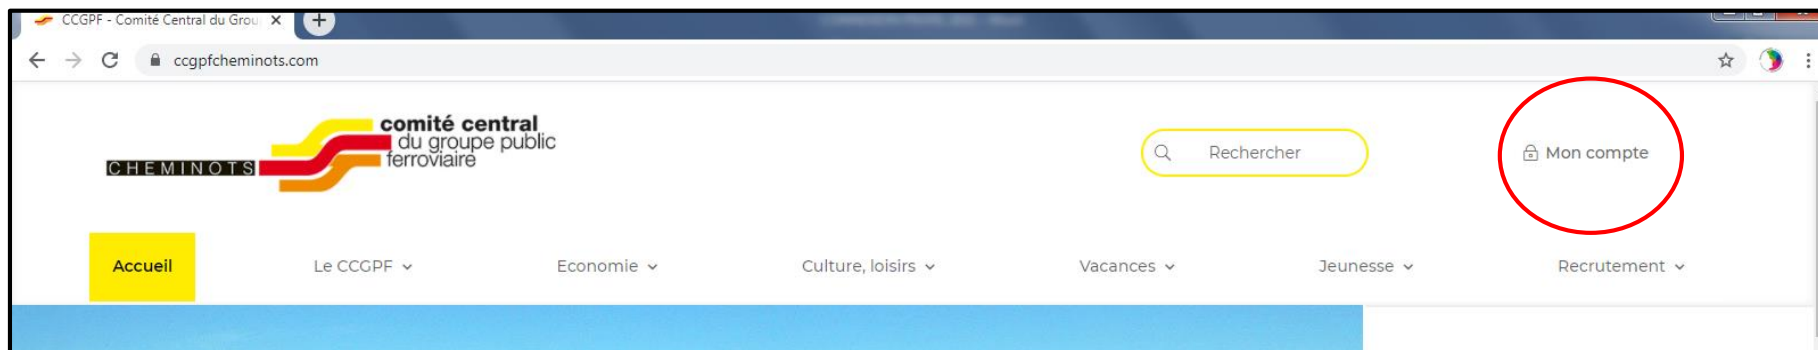 CCGPF - Comité Central du Grou
ccgpfcheminots.com
CHEMINOTS
comité central
du groupe public
ferroviaire
Rechercher
Mon compte
Accueil
Le CCGPF
Economie
Culture, loisirs
Vacances
Jeunesse
Recrutement